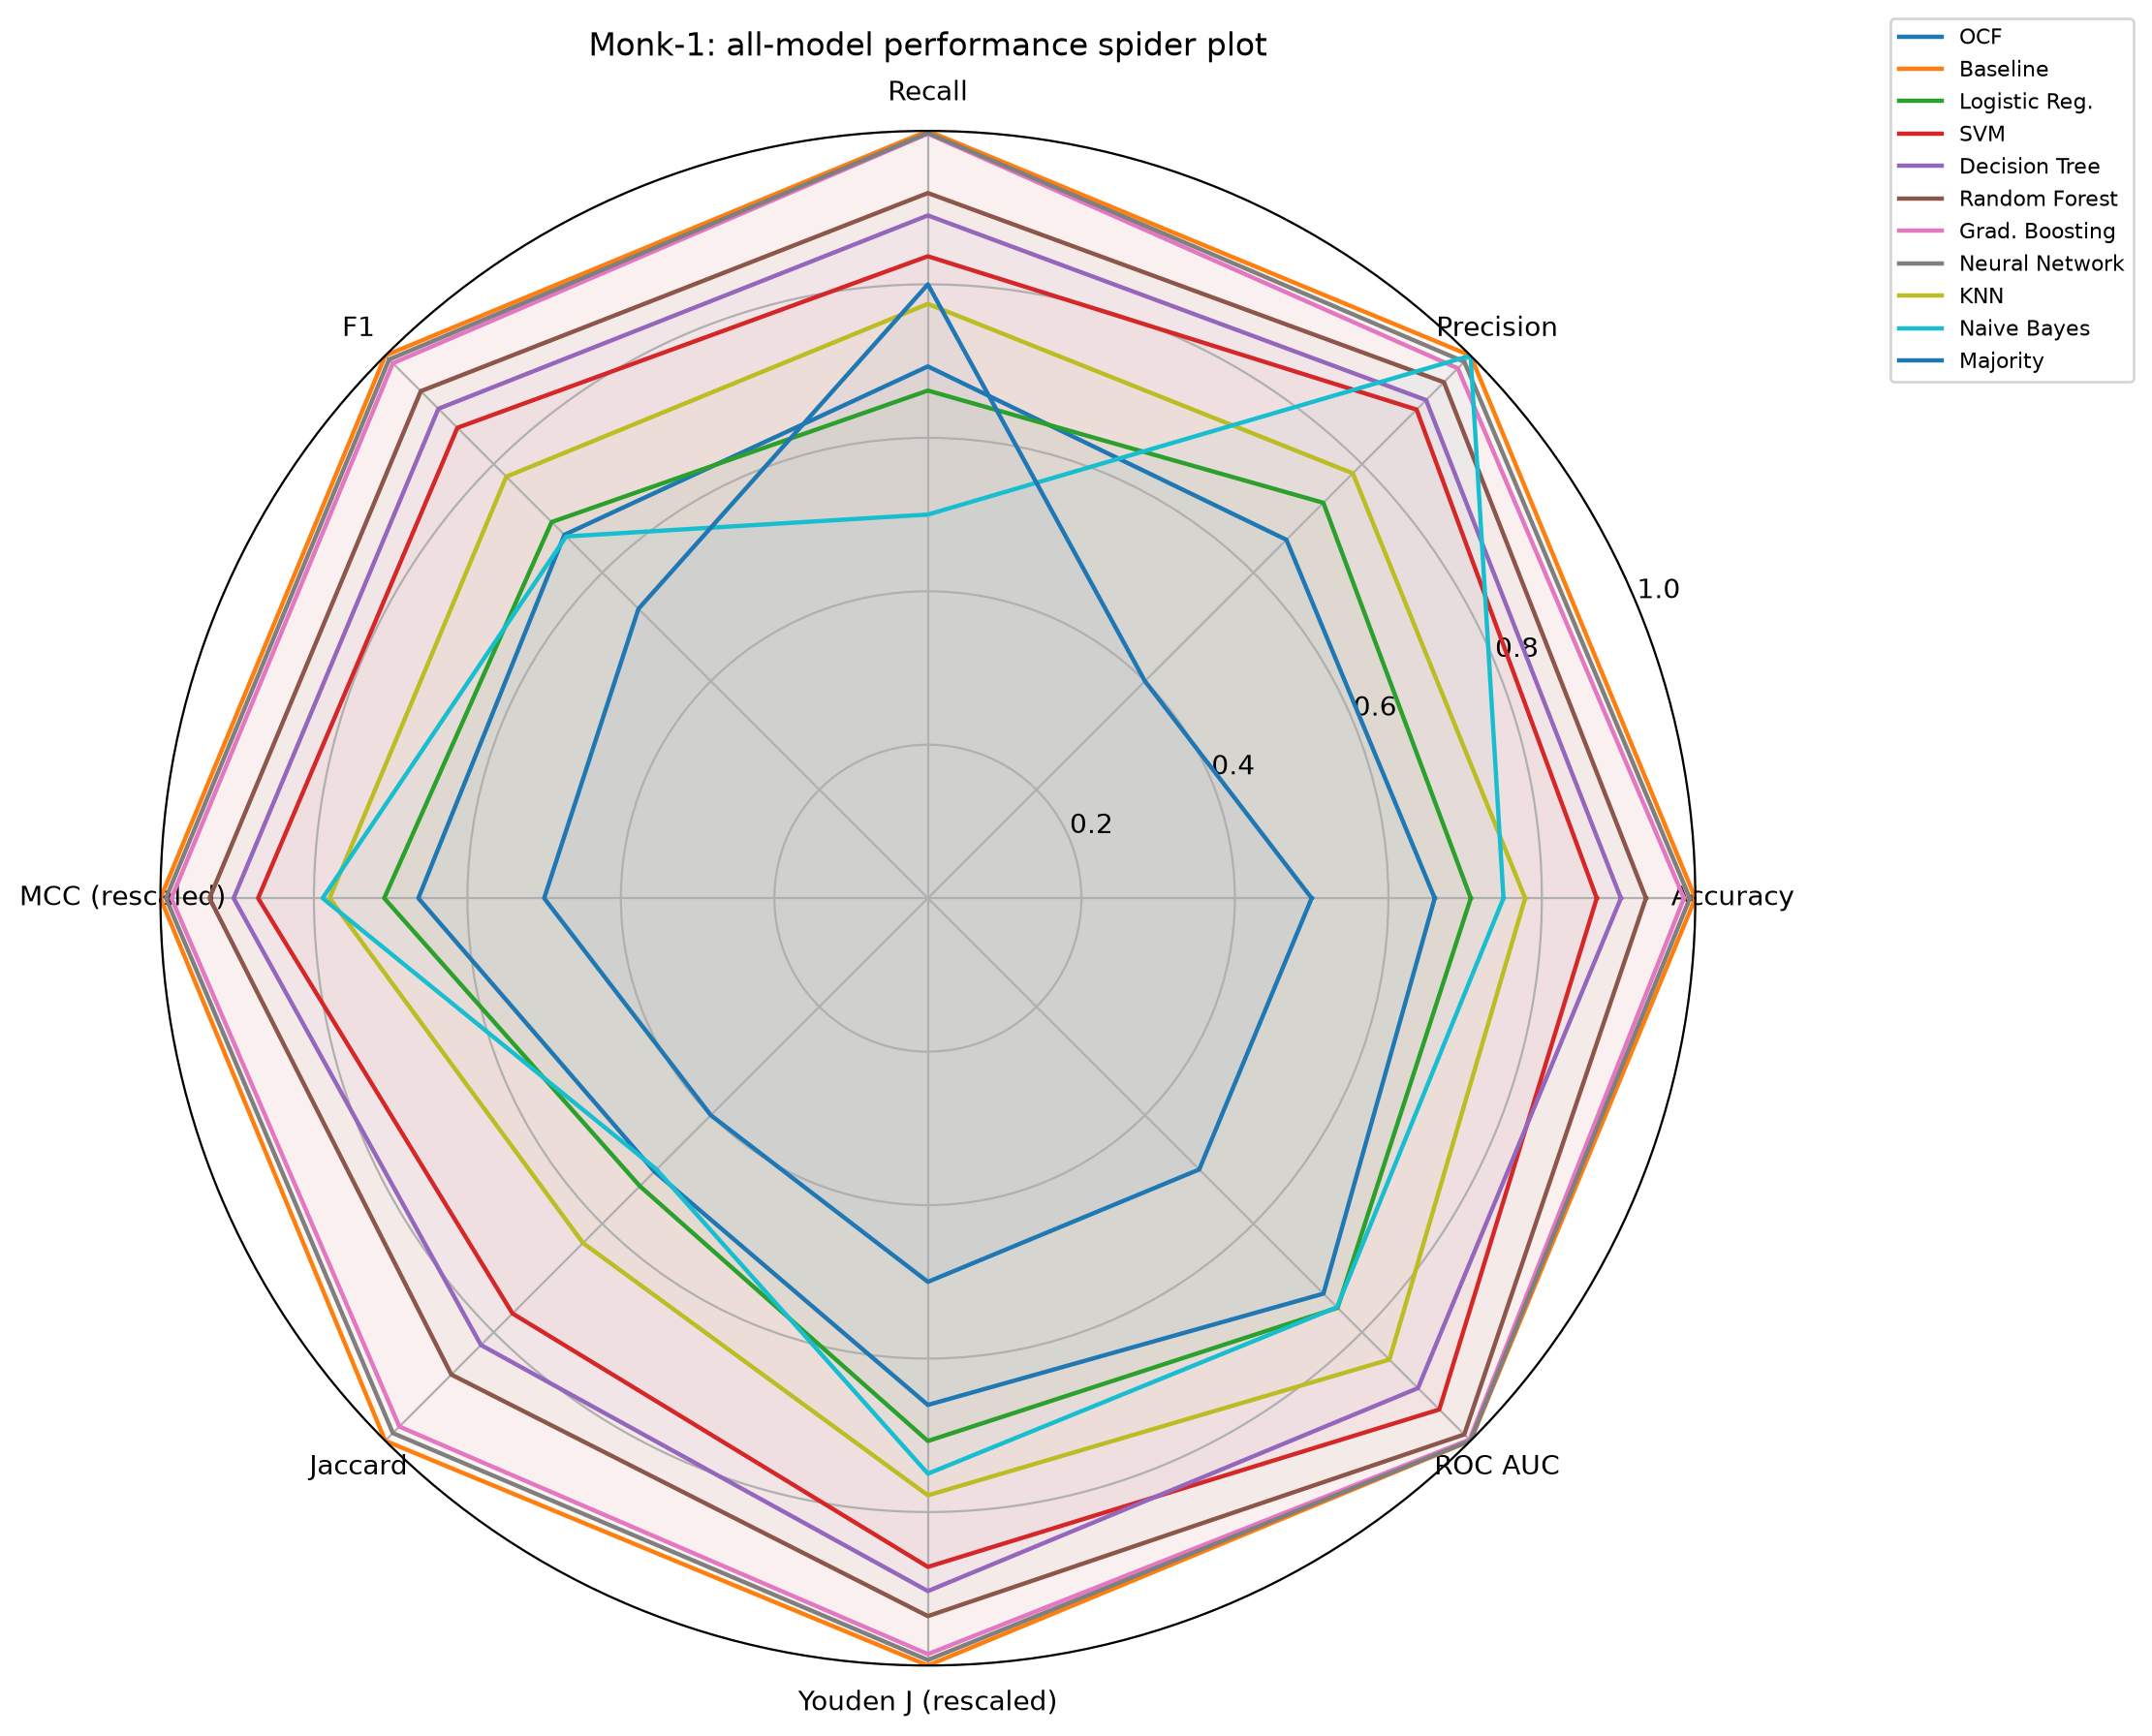 Monk-1: all-model performance spider plot
Recall
F1
Precision
1.0
0.8
0.6
0.4
0.2
MCC (rescaled)
Accuracy
Jaccard
ROC AUC
Youden J (rescaled)
OCF
Baseline
Logistic Reg.
SVM
Decision Tree
Random Forest
Grad. Boosting
Neural Network
KNN
Naive Bayes
Majority